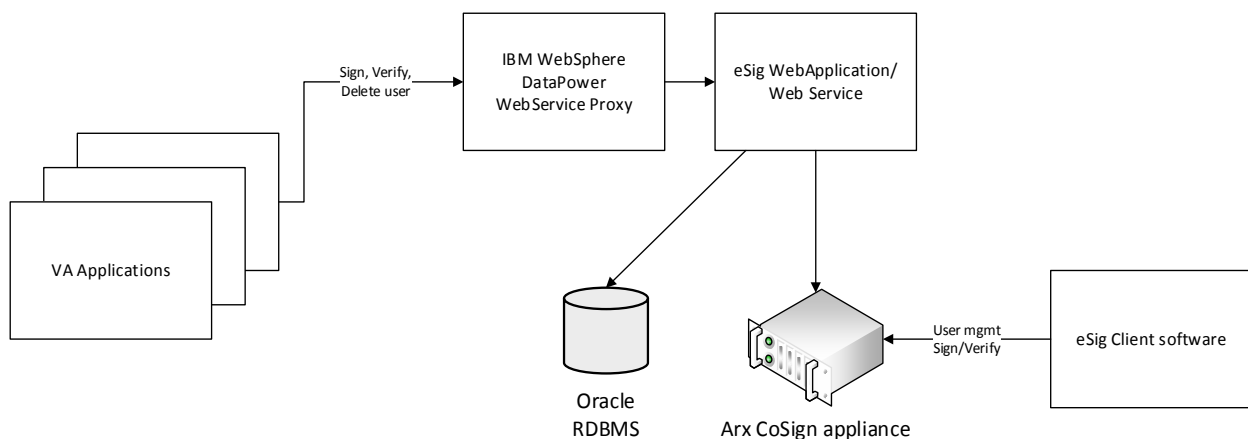 Sign, Verify,
Delete user
IBM WebSphere
DataPower
WebService Proxy
eSig WebApplication/
Web Service
VA Applications
Oracle
RDBMS
Arx CoSign appliance
User mgmt
Sign/Verify
eSig Client software